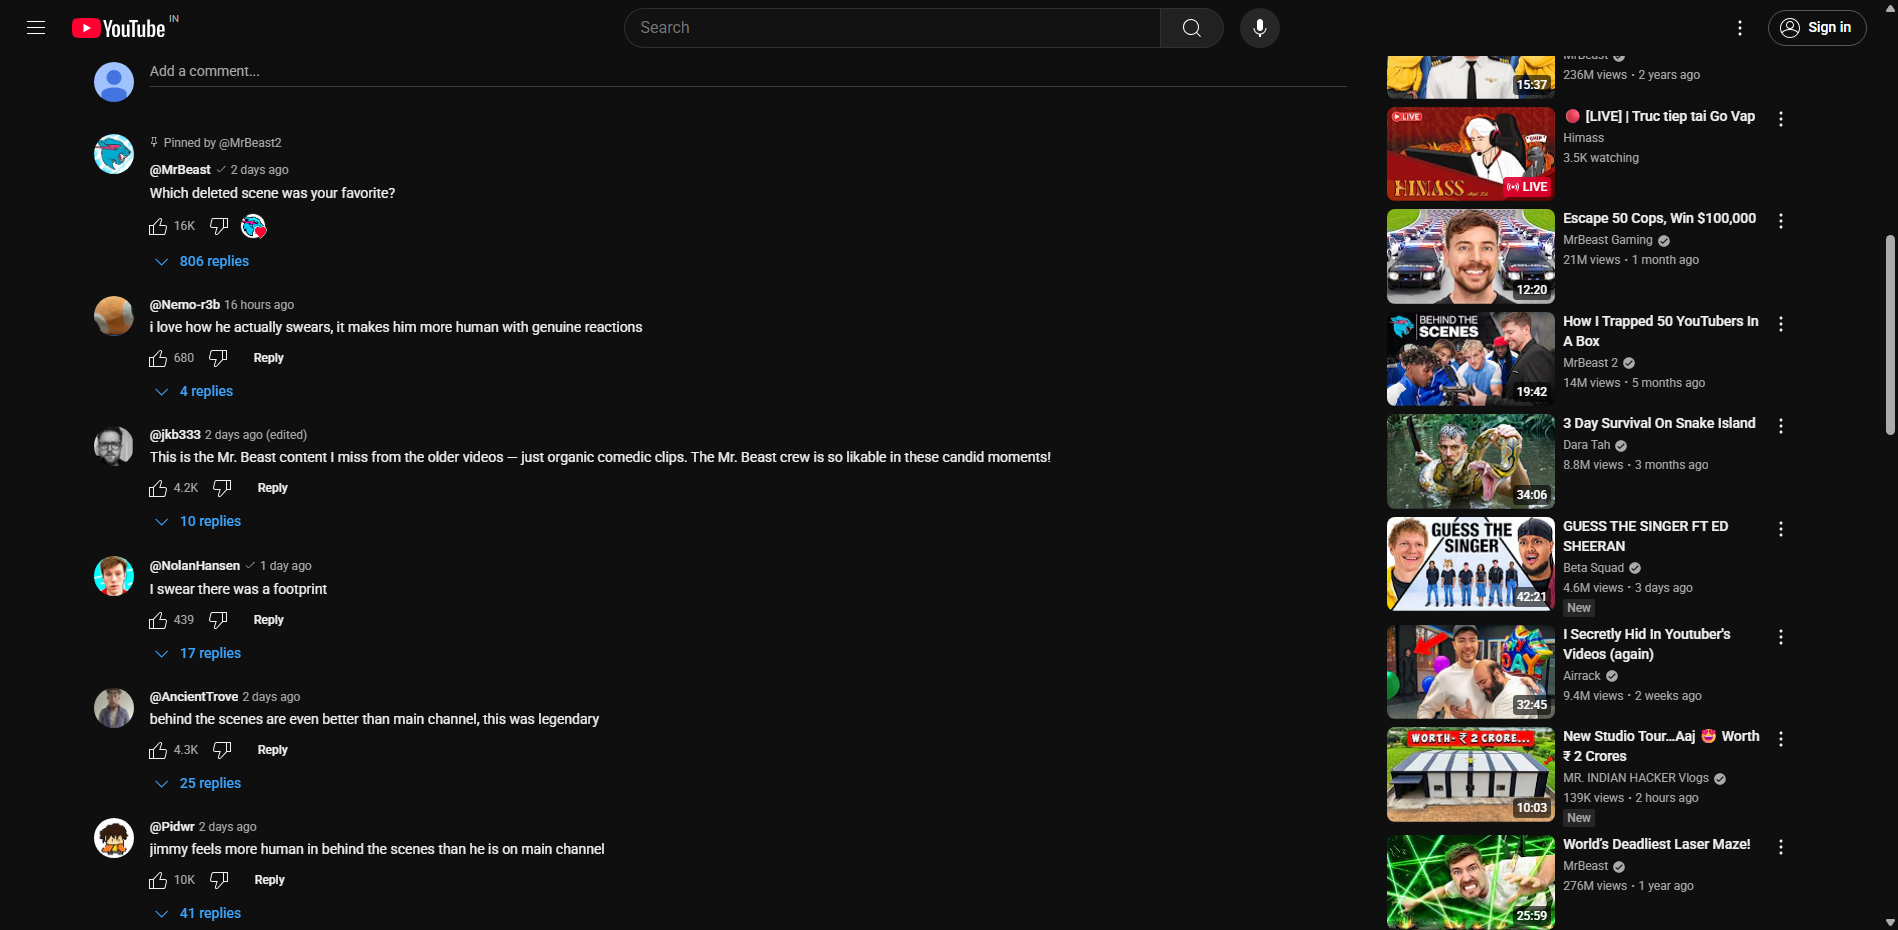 YouTube IN
Search
Sign in
Add a comment...
Pinned by @MrBeast2
@MrBeast 2 days ago
Which deleted scene was your favorite?
16K
806 replies
@Nemo-r3b 16 hours ago
i love how he actually swears, it makes him more human with genuine reactions
680 Reply
4 replies
@jkb333 2 days ago (edited)
This is the Mr. Beast content I miss from the older videos — just organic comedic clips. The Mr. Beast crew is so likable in these candid moments!
4.2K Reply
10 replies
@NolanHansen 1 day ago
I swear there was a footprint
439 Reply
17 replies
@AncientTrove 2 days ago
behind the scenes are even better than main channel, this was legendary
4.3K Reply
25 replies
@Pidwr 2 days ago
jimmy feels more human in behind the scenes than he is on main channel
10K Reply
41 replies
15:37
MrBeast
236M views • 2 years ago
LIVE
HIMASS
LIVE
[LIVE] | Truc tiep tai Go Vap
Himass
3.5K watching
12:20
Escape 50 Cops, Win $100,000
MrBeast Gaming
21M views • 1 month ago
BEHIND THE
SCENES
19:42
How I Trapped 50 YouTubers In
A Box
MrBeast 2
14M views • 5 months ago
34:06
3 Day Survival On Snake Island
Dara Tah
8.8M views • 3 months ago
GUESS THE
SINGER
42:21
GUESS THE SINGER FT ED
SHEERAN
Beta Squad
4.6M views • 3 days ago
New
32:45
I Secretly Hid In Youtuber's
Videos (again)
Airrack
9.4M views • 2 weeks ago
WORTH- ₹ 2 CRORE...
10:03
New Studio Tour...Aaj 🤩 Worth
₹ 2 Crores
MR. INDIAN HACKER Vlogs
139K views • 2 hours ago
New
25:59
World's Deadliest Laser Maze!
MrBeast
276M views • 1 year ago